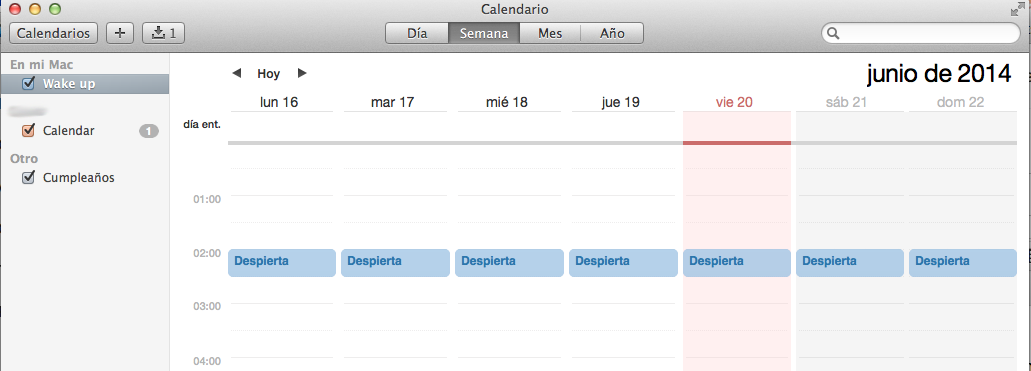 Calendario
Calendarios + 1 Día Semana Mes Año
En mi Mac
Wake up
Calendar 1
Otro
Cumpleaños
Hoy junio de 2014
lun 16 mar 17 mié 18 jue 19 vie 20 sáb 21 dom 22
día ent.
01:00
02:00 Despierta Despierta Despierta Despierta Despierta Despierta Despierta
03:00
04:00